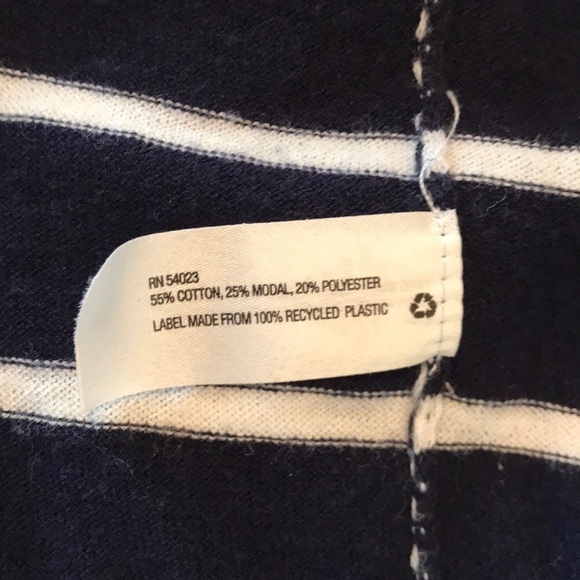 RN 54023
55% COTTON, 25% MODAL, 20% POLYESTER
LABEL MADE FROM 100% RECYCLED PLASTIC